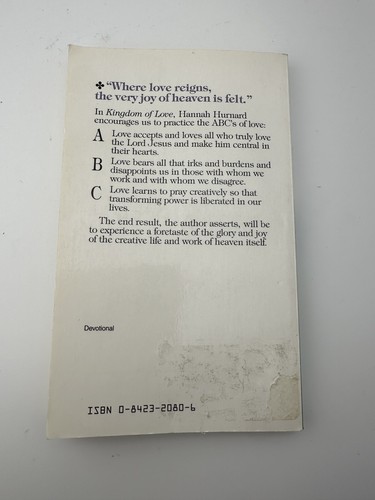 ✤ “Where love reigns,
the very joy of heaven is felt.”
In Kingdom of Love, Hannah Hurnard
encourages us to practice the ABC's of love:
A Love accepts and loves all who truly love
the Lord Jesus and make him central in
their hearts.
B Love bears all that irks and burdens and
disappoints us in those with whom we
work and with whom we disagree.
C Love learns to pray creatively so that
transforming power is liberated in our
lives.
The end result, the author asserts, will be
to experience a foretaste of the glory and joy
of the creative life and work of heaven itself.
Devotional
ISBN 0-8423-2080-6